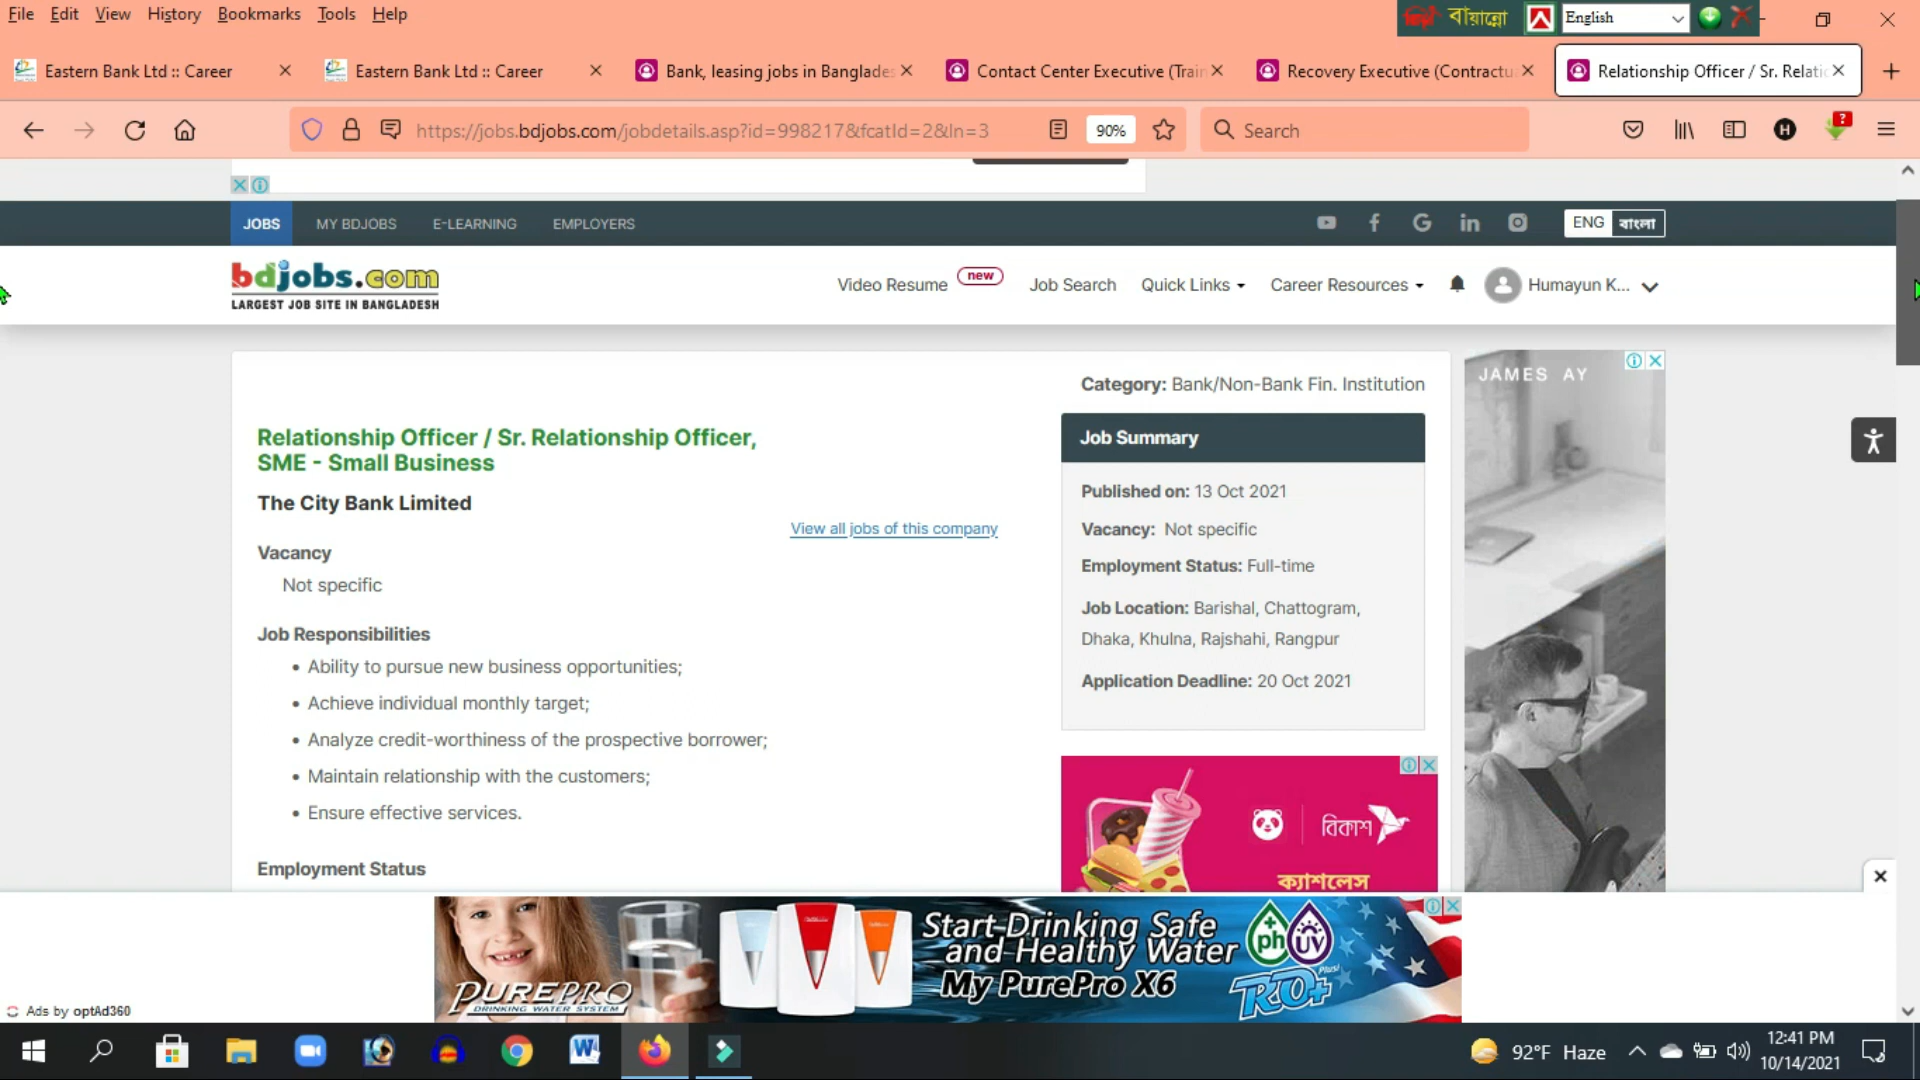 File Edit View History Bookmarks Tools Help
বায়ান্নো
English
Eastern Bank Ltd :: Career
Eastern Bank Ltd :: Career
Bank, leasing jobs in Banglades
Contact Center Executive (Train
Recovery Executive (Contractu
Relationship Officer / Sr. Relatio
https://jobs.bdjobs.com/jobdetails.asp?id=998217&fcatId=2&ln=3
90%
Search
H
?
JOBS MY BDJOBS E-LEARNING EMPLOYERS
ENG বাংলা
bdjobs.com
LARGEST JOB SITE IN BANGLADESH
Video Resume new Job Search Quick Links Career Resources Humayun K...
Category: Bank/Non-Bank Fin. Institution
Relationship Officer / Sr. Relationship Officer,
SME - Small Business
The City Bank Limited
View all jobs of this company
Vacancy
Not specific
Job Responsibilities
• Ability to pursue new business opportunities;
• Achieve individual monthly target;
• Analyze credit-worthiness of the prospective borrower;
• Maintain relationship with the customers;
• Ensure effective services.
Employment Status
Job Summary
Published on: 13 Oct 2021
Vacancy: Not specific
Employment Status: Full-time
Job Location: Barishal, Chattogram,
Dhaka, Khulna, Rajshahi, Rangpur
Application Deadline: 20 Oct 2021
JAMES AY
বিকাশ
ক্যাশলেস
Start Drinking Safe
and Healthy Water
My PurePro X6
PUREPRO
DRINKING WATER SYSTEM
ph UV
RO+ Plus!
Ads by optAd360
92°F Haze
12:41 PM
10/14/2021